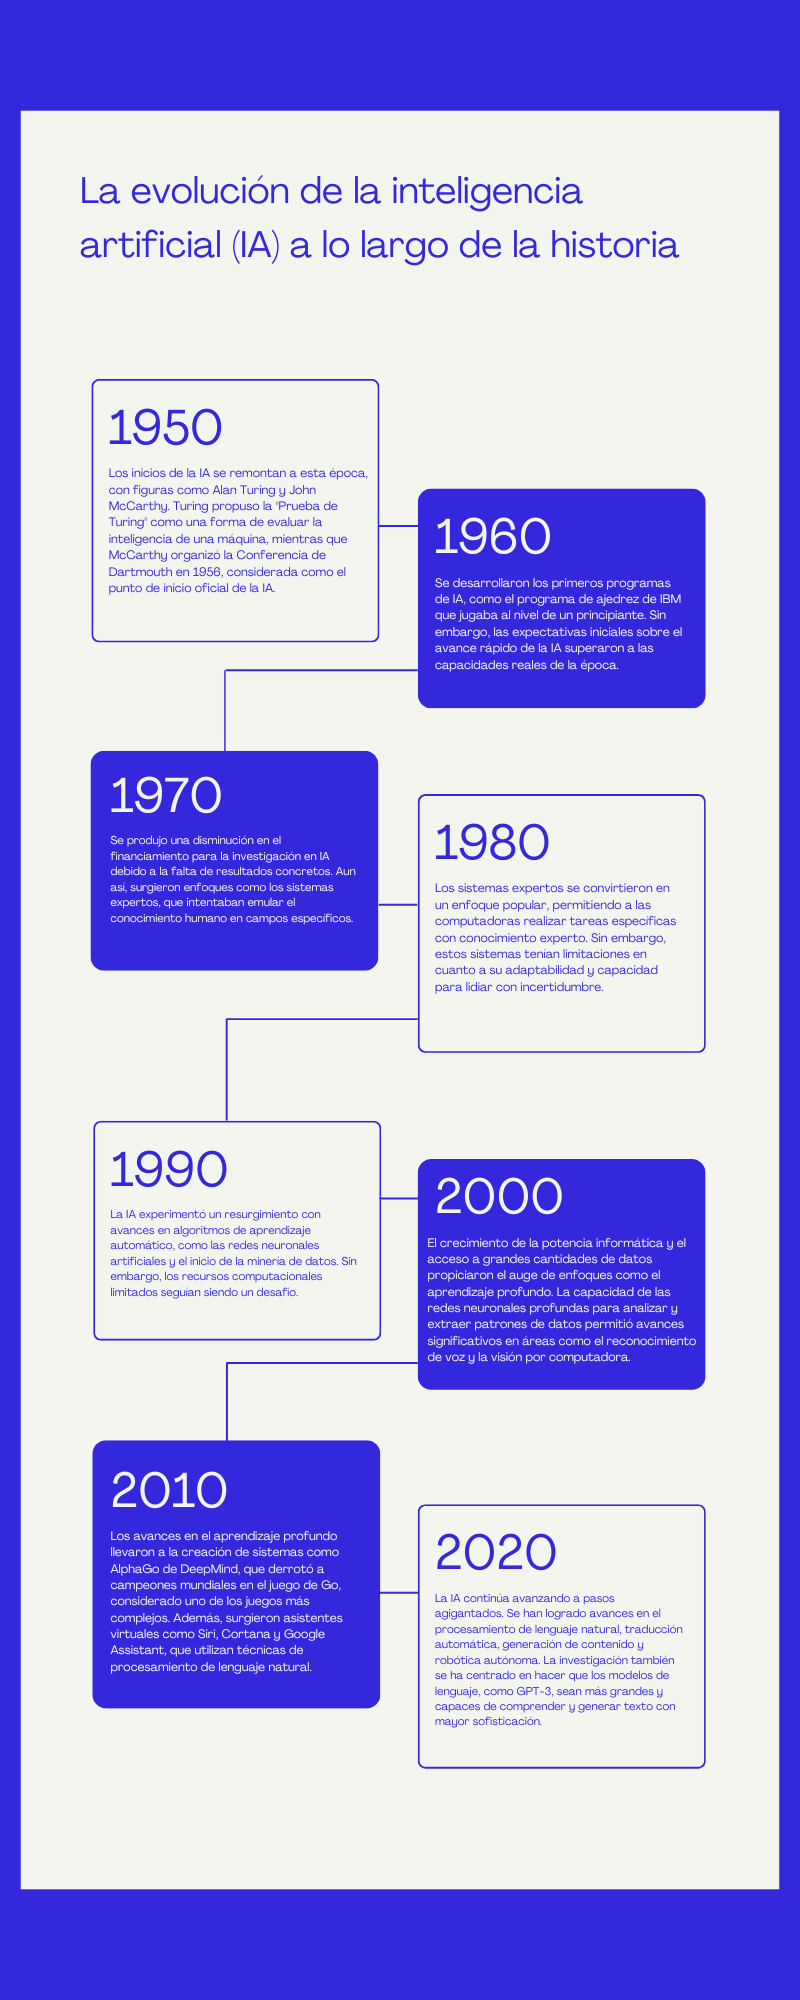 La evolución de la inteligencia
artificial (IA) a lo largo de la historia
1950
Los inicios de la IA se remontan a esta época,
con figuras como Alan Turing y John
McCarthy. Turing propuso la "Prueba de
Turing" como una forma de evaluar la
inteligencia de una máquina, mientras que
McCarthy organizó la Conferencia de
Dartmouth en 1956, considerada como el
punto de inicio oficial de la IA.
1960
Se desarrollaron los primeros programas
de IA, como el programa de ajedrez de IBM
que jugaba al nivel de un principiante. Sin
embargo, las expectativas iniciales sobre el
avance rápido de la IA superaron a las
capacidades reales de la época.
1970
Se produjo una disminución en el
financiamiento para la investigación en IA
debido a la falta de resultados concretos. Aun
así, surgieron enfoques como los sistemas
expertos, que intentaban emular el
conocimiento humano en campos específicos.
1980
Los sistemas expertos se convirtieron en
un enfoque popular, permitiendo a las
computadoras realizar tareas específicas
con conocimiento experto. Sin embargo,
estos sistemas tenían limitaciones en
cuanto a su adaptabilidad y capacidad
para lidiar con incertidumbre.
1990
La IA experimentó un resurgimiento con
avances en algoritmos de aprendizaje
automático, como las redes neuronales
artificiales y el inicio de la minería de datos. Sin
embargo, los recursos computacionales
limitados seguían siendo un desafío.
2000
El crecimiento de la potencia informática y el
acceso a grandes cantidades de datos
propiciaron el auge de enfoques como el
aprendizaje profundo. La capacidad de las
redes neuronales profundas para analizar y
extraer patrones de datos permitió avances
significativos en áreas como el reconocimiento
de voz y la visión por computadora.
2010
Los avances en el aprendizaje profundo
llevaron a la creación de sistemas como
AlphaGo de DeepMind, que derrotó a
campeones mundiales en el juego de Go,
considerado uno de los juegos más
complejos. Además, surgieron asistentes
virtuales como Siri, Cortana y Google
Assistant, que utilizan técnicas de
procesamiento de lenguaje natural.
2020
La IA continúa avanzando a pasos
agigantados. Se han logrado avances en el
procesamiento de lenguaje natural, traducción
automática, generación de contenido y
robótica autónoma. La investigación también
se ha centrado en hacer que los modelos de
lenguaje, como GPT-3, sean más grandes y
capaces de comprender y generar texto con
mayor sofisticación.